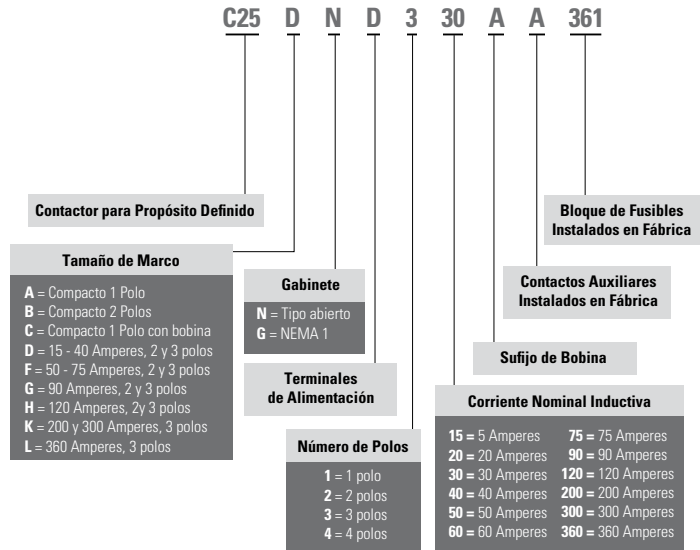 C25 D N D 3 30 A A 361
Contactor para Propósito Definido
Bloque de Fusibles
Instalados en Fábrica
Tamaño de Marco
A = Compacto 1 Polo
B = Compacto 2 Polos
C = Compacto 1 Polo con bobina
D = 15 - 40 Amperes, 2 y 3 polos
F = 50 - 75 Amperes, 2 y 3 polos
G = 90 Amperes, 2 y 3 polos
H = 120 Amperes, 2y 3 polos
K = 200 y 300 Amperes, 3 polos
L = 360 Amperes, 3 polos
Gabinete
N = Tipo abierto
G = NEMA 1
Contactos Auxiliares
Instalados en Fábrica
Sufijo de Bobina
Terminales
de Alimentación
Número de Polos
1 = 1 polo
2 = 2 polos
3 = 3 polos
4 = 4 polos
Corriente Nominal Inductiva
15 = 5 Amperes 75 = 75 Amperes
20 = 20 Amperes 90 = 90 Amperes
30 = 30 Amperes 120 = 120 Amperes
40 = 40 Amperes 200 = 200 Amperes
50 = 50 Amperes 300 = 300 Amperes
60 = 60 Amperes 360 = 360 Amperes